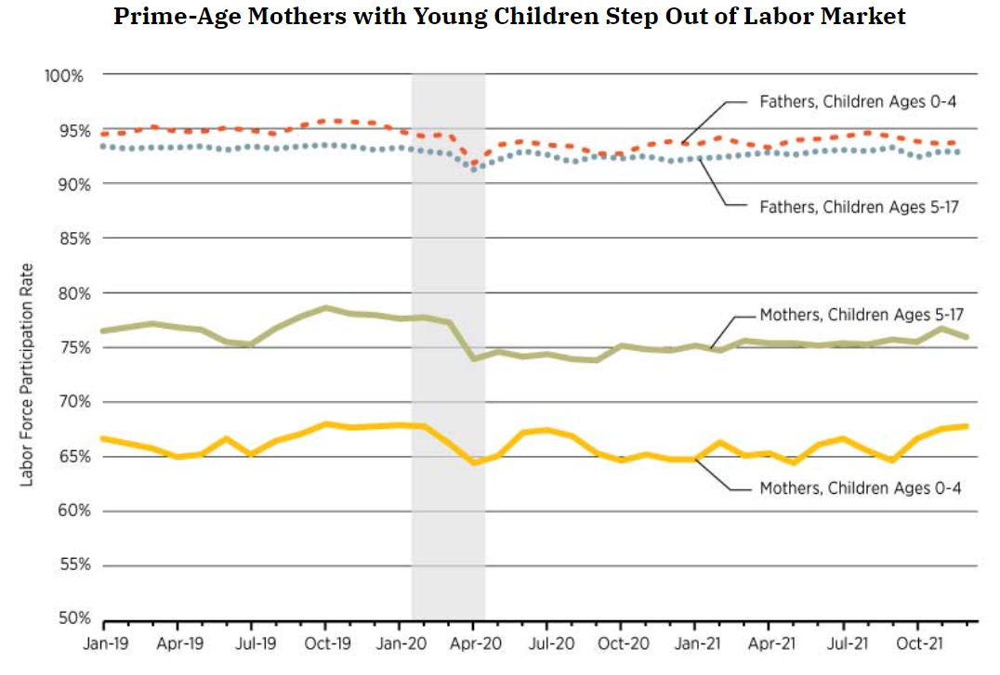 Prime-Age Mothers with Young Children Step Out of Labor Market
100%
95%
90%
85%
80%
75%
70%
65%
60%
55%
50%
Labor Force Participation Rate
Fathers, Children Ages 0-4
Fathers, Children Ages 5-17
Mothers, Children Ages 5-17
Mothers, Children Ages 0-4
Jan-19 Apr-19 Jul-19 Oct-19 Jan-20 Apr-20 Jul-20 Oct-20 Jan-21 Apr-21 Jul-21 Oct-21